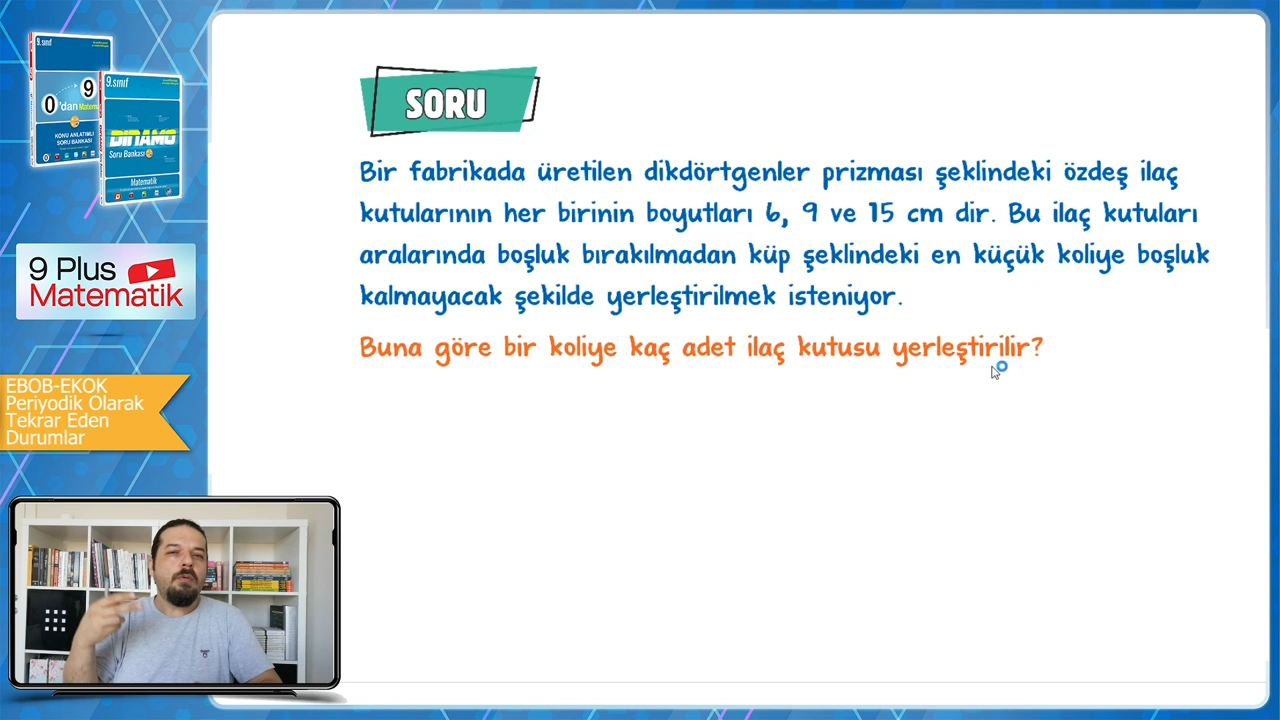 SORU
Bir fabrikada üretilen dikdörtgenler prizması şeklindeki özdeş ilaç
kutularının her birinin boyutları 6, 9 ve 15 cm dir. Bu ilaç kutuları
aralarında boşluk bırakılmadan küp şeklindeki en küçük koliye boşluk
kalmayacak şekilde yerleştirilmek isteniyor.
Buna göre bir koliye kaç adet ilaç kutusu yerleştirilir?
9.sınıf
0'dan 9
KONU ANLATIMLI
SORU BANKASI
9.sınıf
DİNAMO
Soru Bankası
Matematik
9 Plus
Matematik
EBOB-EKOK
Periyodik Olarak
Tekrar Eden
Durumlar